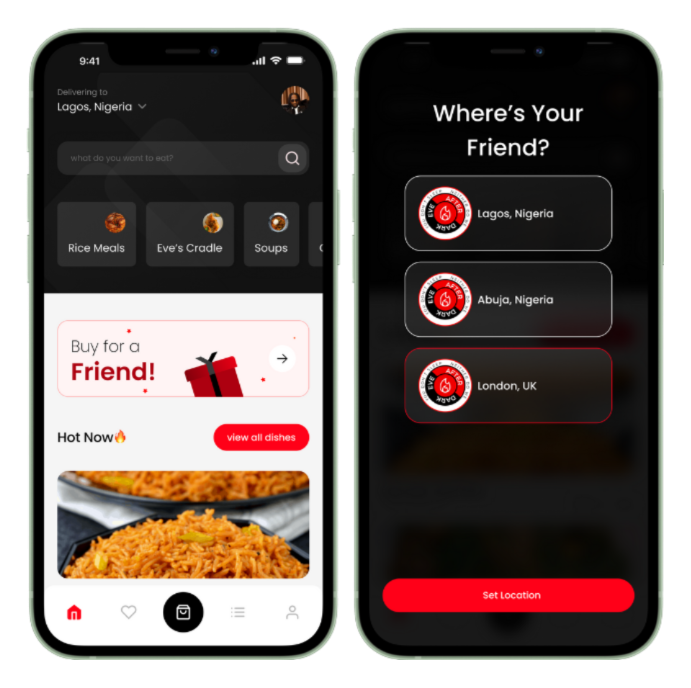 9:41
Delivering to
Lagos, Nigeria
what do you want to eat?
Rice Meals
Eve's Cradle
Soups
Buy for a
Friend!
Hot Now🔥
view all dishes
Where's Your
Friend?
EVE AFTER DARK
Lagos, Nigeria
EVE AFTER DARK
Abuja, Nigeria
EVE AFTER DARK
London, UK
Set Location